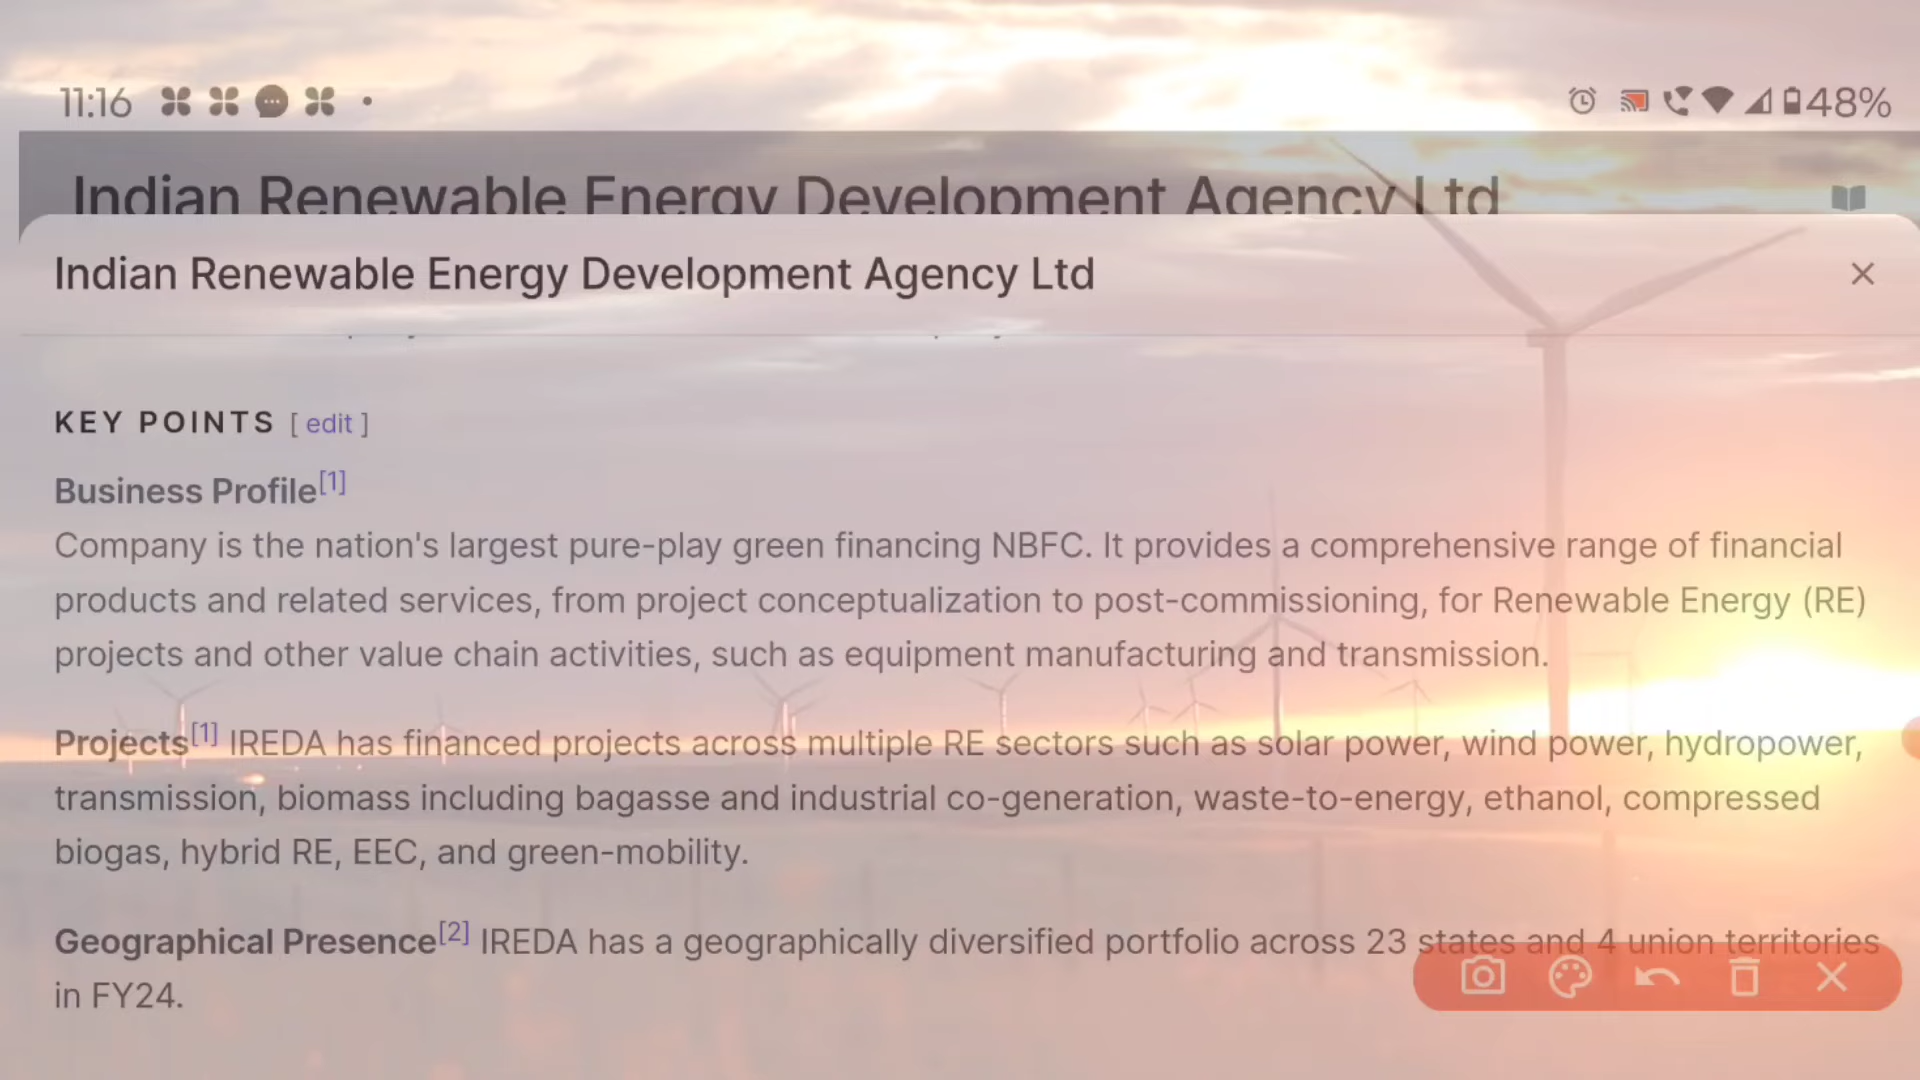 11:16
48%
Indian Renewable Energy Development Agency Ltd
Indian Renewable Energy Development Agency Ltd
KEY POINTS [ edit ]
Business Profile[1]
Company is the nation's largest pure-play green financing NBFC. It provides a comprehensive range of financial
products and related services, from project conceptualization to post-commissioning, for Renewable Energy (RE)
projects and other value chain activities, such as equipment manufacturing and transmission.
Projects[1] IREDA has financed projects across multiple RE sectors such as solar power, wind power, hydropower,
transmission, biomass including bagasse and industrial co-generation, waste-to-energy, ethanol, compressed
biogas, hybrid RE, EEC, and green-mobility.
Geographical Presence[2] IREDA has a geographically diversified portfolio across 23 states and 4 union territories
in FY24.